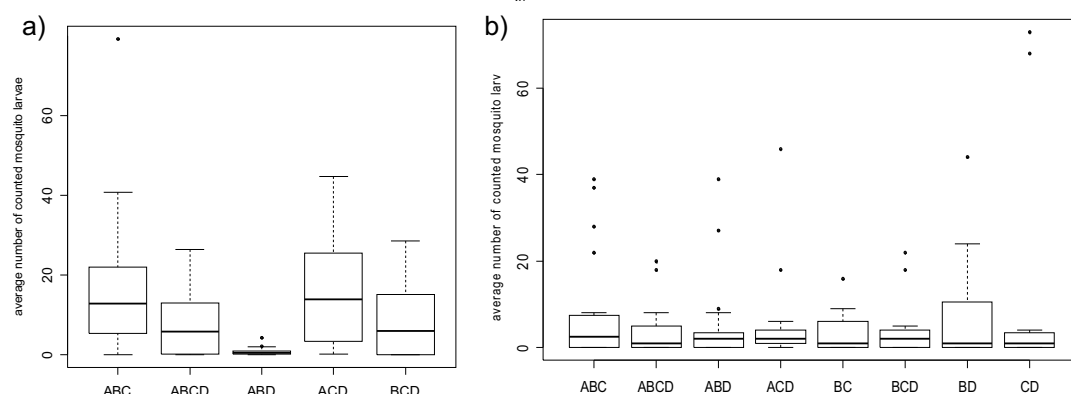 a)
average number of counted mosquito larvae
0 20 40 60
ABC ABCD ABD ACD BCD
b)
average number of counted mosquito larv
0 20 40 60
ABC ABCD ABD ACD BC BCD BD CD